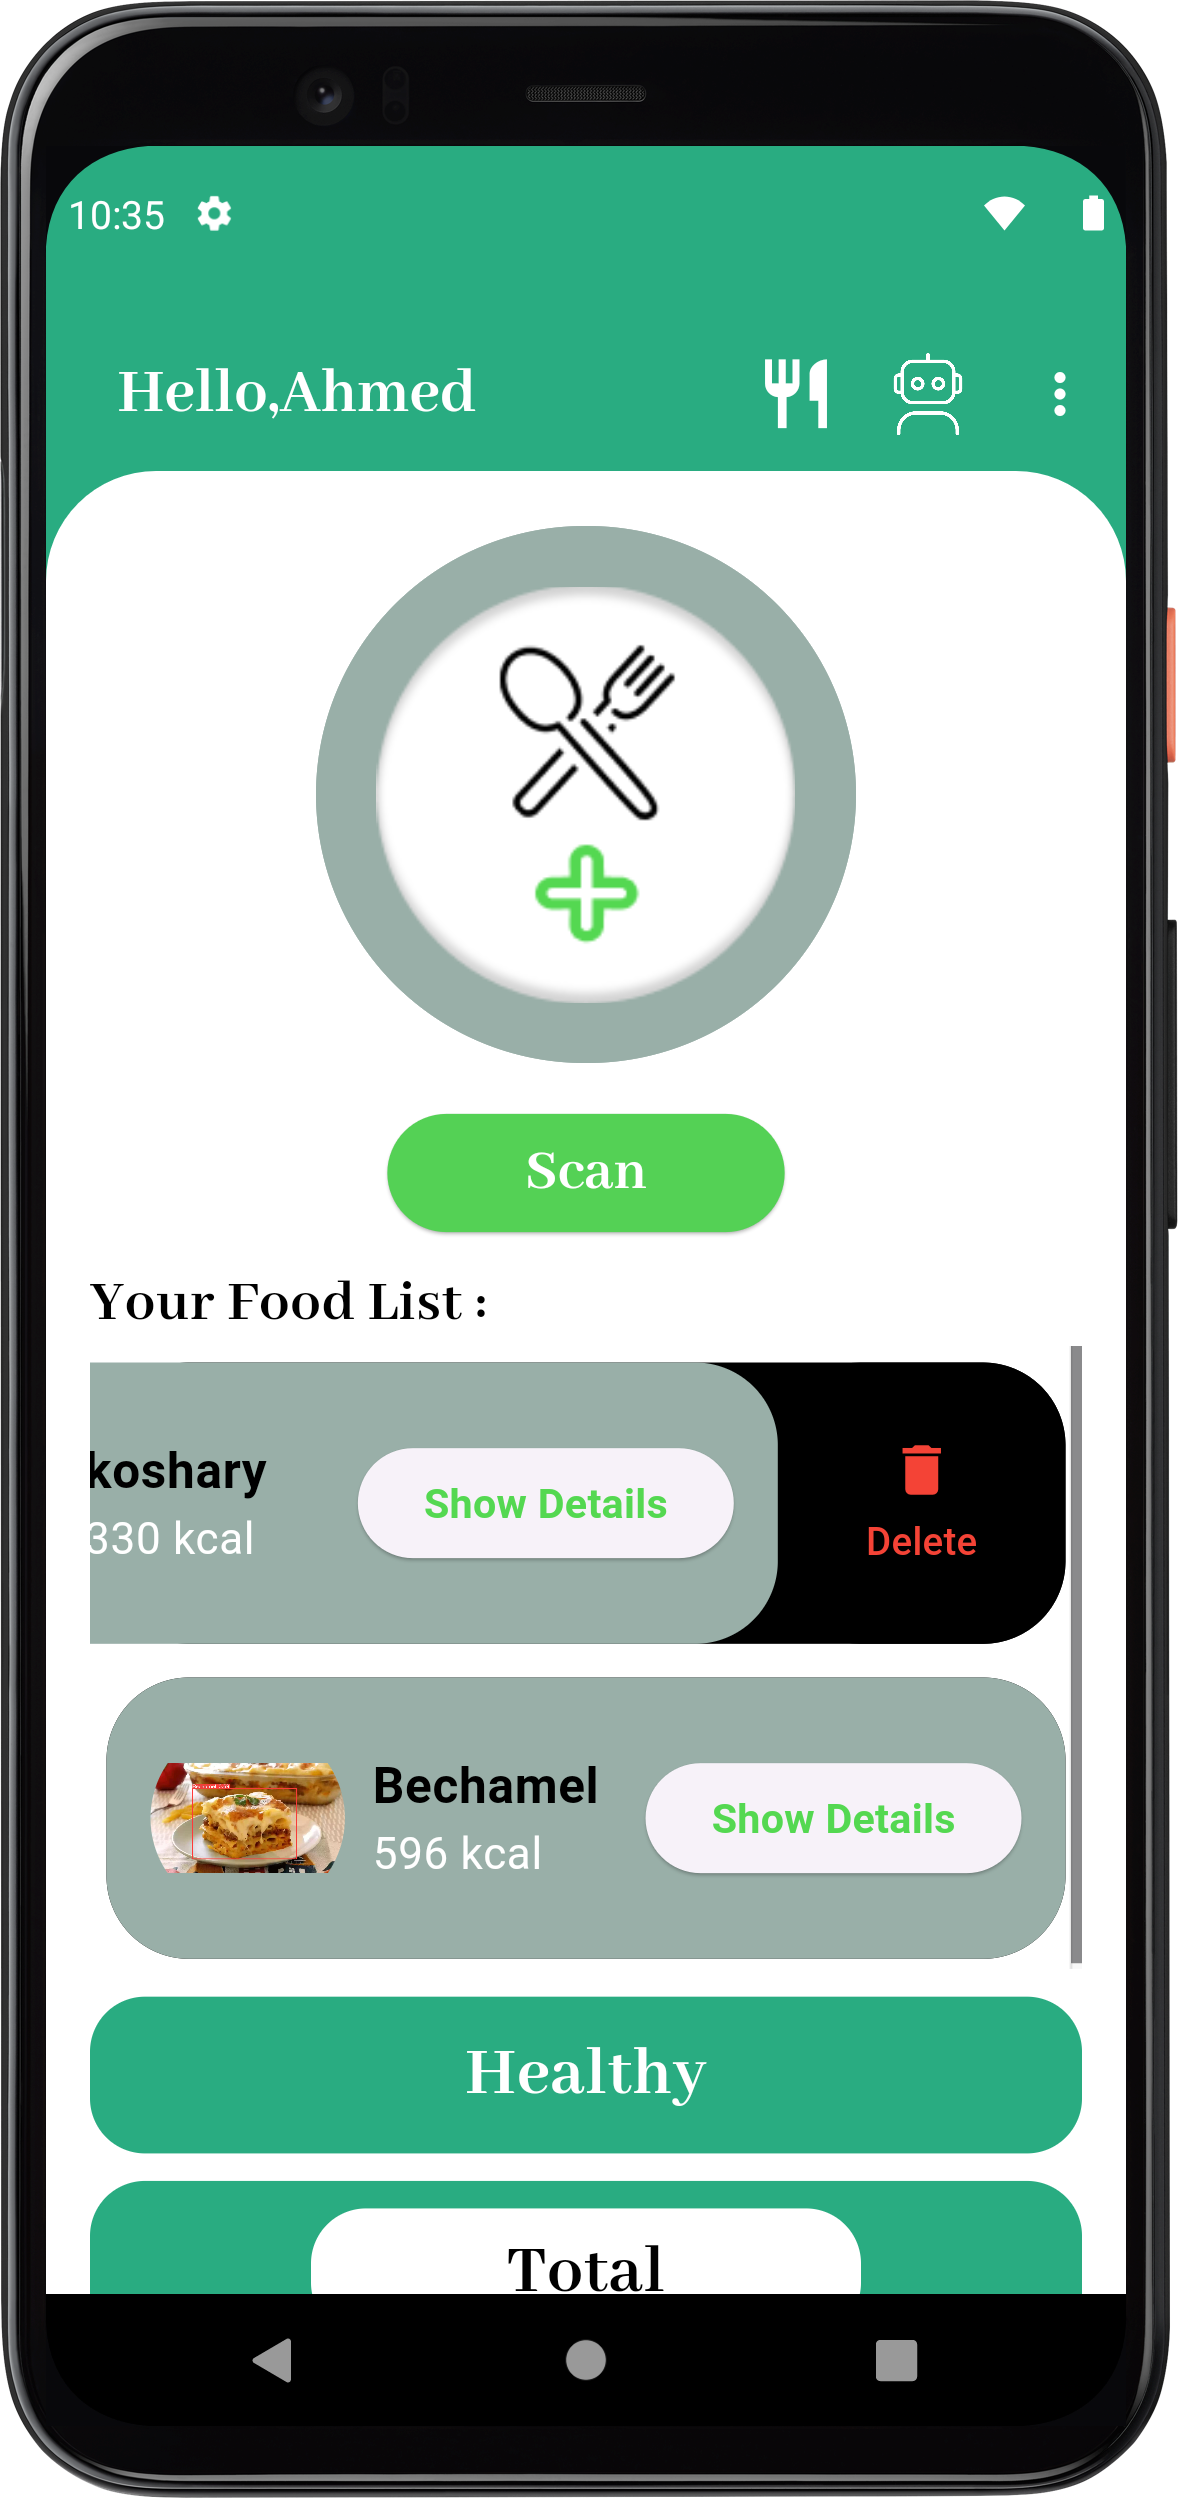 10:35
Hello,Ahmed
Scan
Your Food List :
koshary
330 kcal
Show Details
Delete
Bechamel
596 kcal
Show Details
Healthy
Total